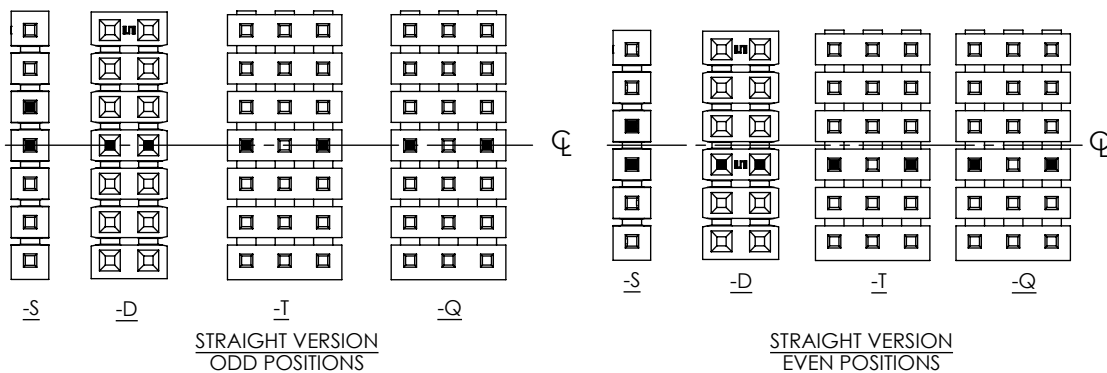 ℄
℄
-S -D -T -Q
-S -D -T -Q
STRAIGHT VERSION
ODD POSITIONS
STRAIGHT VERSION
EVEN POSITIONS